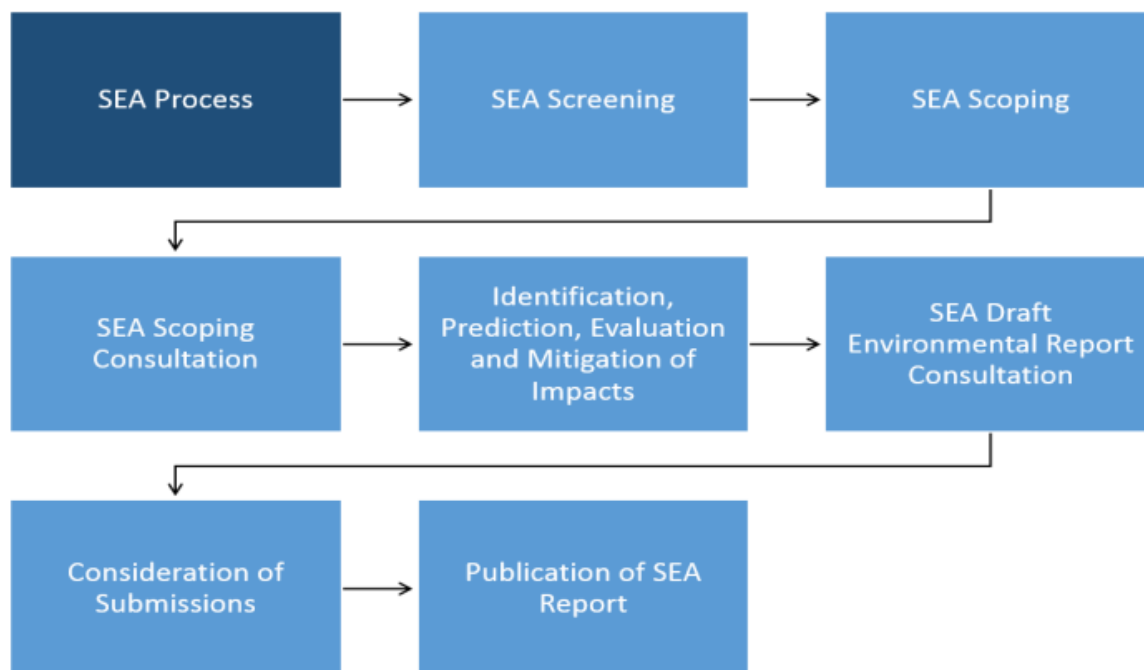 SEA Process
SEA Screening
SEA Scoping
SEA Scoping
Consultation
Identification,
Prediction, Evaluation
and Mitigation of
Impacts
SEA Draft
Environmental Report
Consultation
Consideration of
Submissions
Publication of SEA
Report